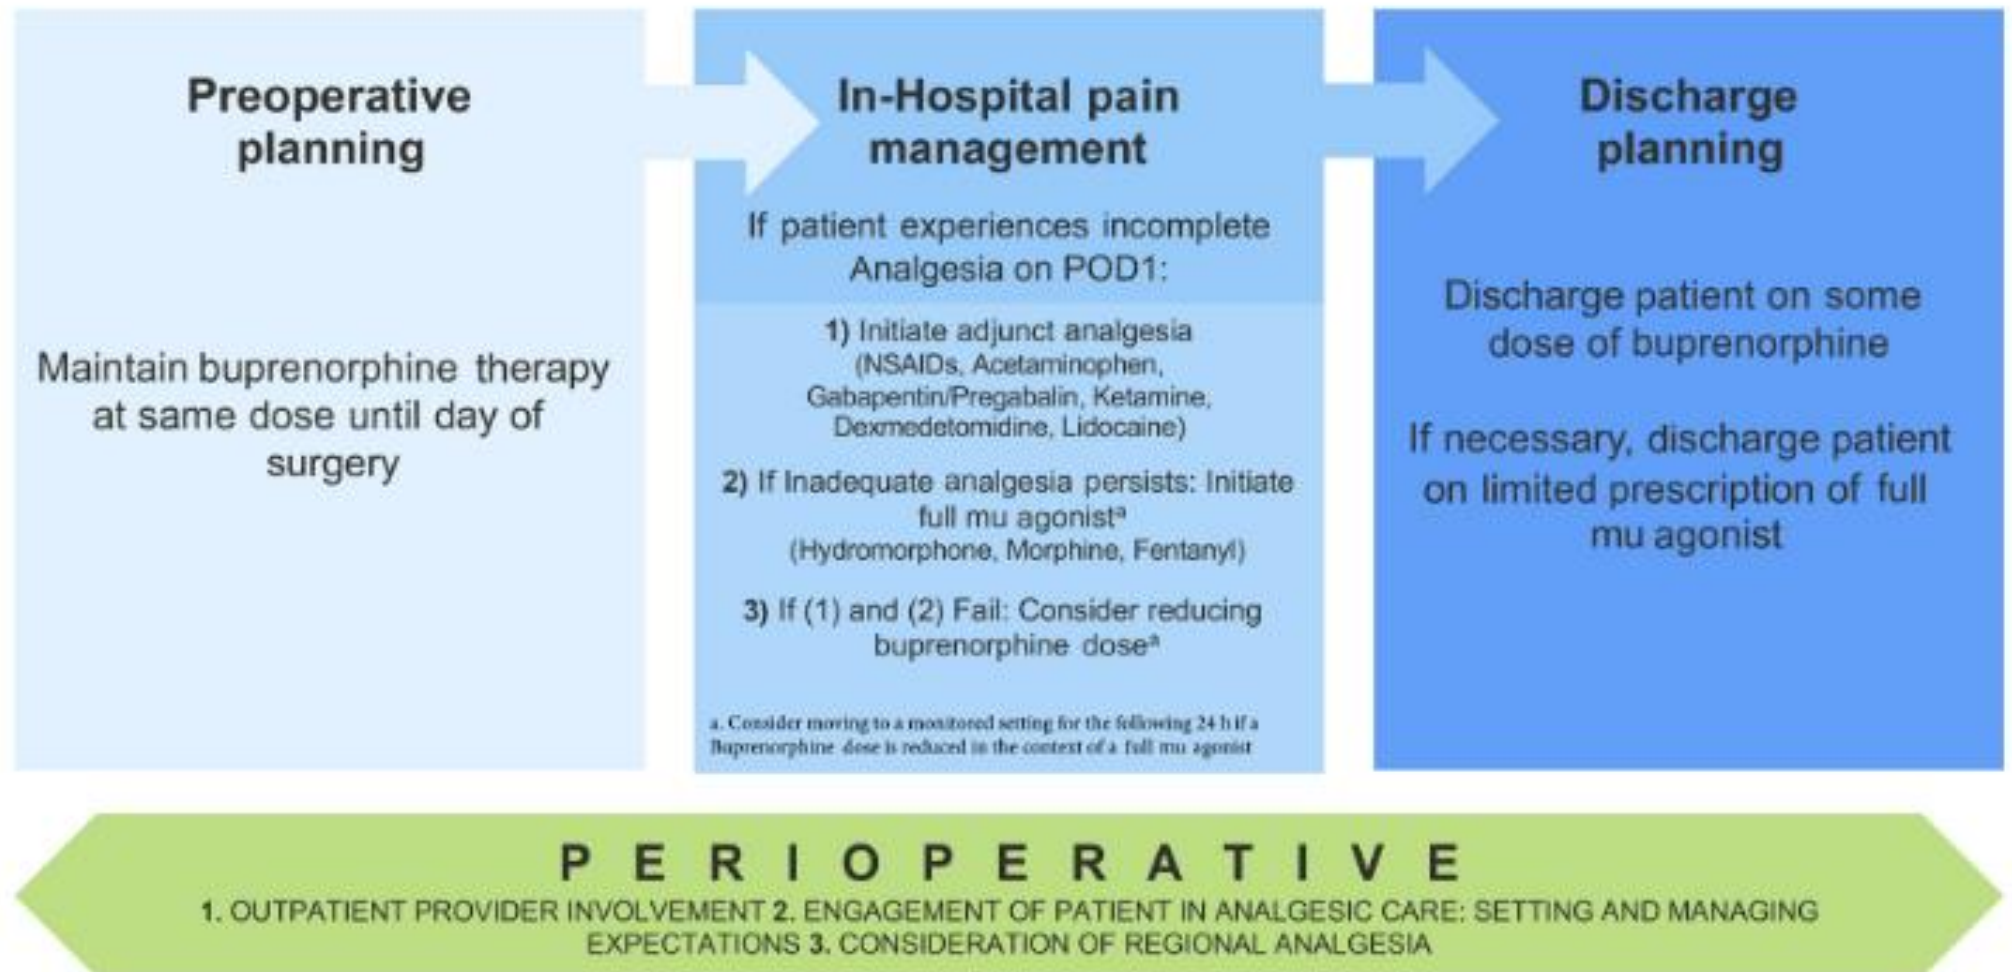 Preoperative
planning
Maintain buprenorphine therapy
at same dose until day of
surgery
In-Hospital pain
management
If patient experiences incomplete
Analgesia on POD1:
1) Initiate adjunct analgesia
(NSAIDs, Acetaminophen,
Gabapentin/Pregabalin, Ketamine,
Dexmedetomidine, Lidocaine)
2) If Inadequate analgesia persists: Initiate
full mu agonistᵃ
(Hydromorphone, Morphine, Fentanyl)
3) If (1) and (2) Fail: Consider reducing
buprenorphine doseᵃ
a. Consider moving to a monitored setting for the following 24 h if a
Buprenorphine dose is reduced in the context of a full mu agonist
Discharge
planning
Discharge patient on some
dose of buprenorphine
If necessary, discharge patient
on limited prescription of full
mu agonist
PERIOPERATIVE
1. OUTPATIENT PROVIDER INVOLVEMENT 2. ENGAGEMENT OF PATIENT IN ANALGESIC CARE: SETTING AND MANAGING
EXPECTATIONS 3. CONSIDERATION OF REGIONAL ANALGESIA